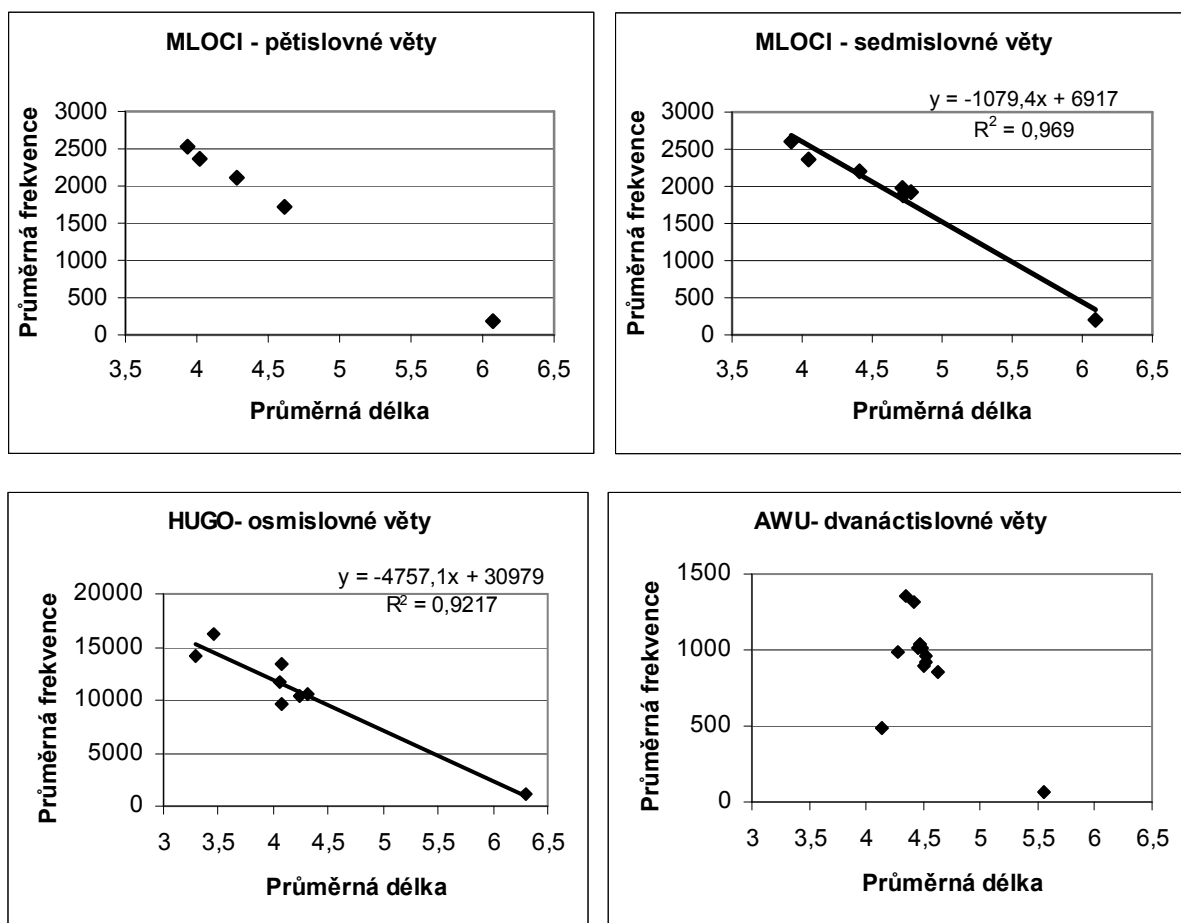 MLOCI - pětislovné věty
Průměrná frekvence
3000
2500
2000
1500
1000
500
0
3,5 4 4,5 5 5,5 6 6,5
Průměrná délka
MLOCI - sedmislovné věty
y = -1079,4x + 6917
R² = 0,969
Průměrná frekvence
3000
2500
2000
1500
1000
500
0
3,5 4 4,5 5 5,5 6 6,5
Průměrná délka
HUGO- osmislovné věty
y = -4757,1x + 30979
R² = 0,9217
Průměrná frekvence
20000
15000
10000
5000
0
3 3,5 4 4,5 5 5,5 6 6,5
Průměrná délka
AWU- dvanáctislovné věty
Průměrná frekvence
1500
1000
500
0
3 3,5 4 4,5 5 5,5 6 6,5
Průměrná délka